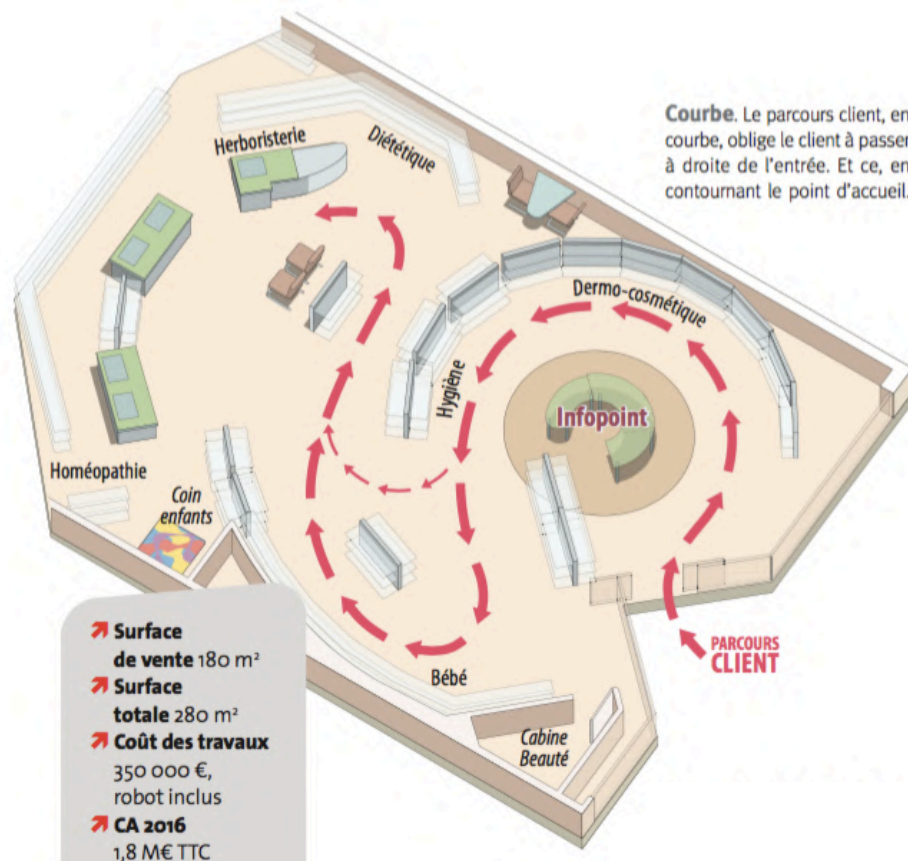 Courbe. Le parcours client, en
courbe, oblige le client à passer
à droite de l'entrée. Et ce, en
contournant le point d'accueil.
Herboristerie
Diététique
Dermo-cosmétique
Hygiène
Infopoint
Homéopathie
Coin
enfants
Bébé
Cabine
Beauté
PARCOURS
CLIENT
Surface
de vente 180 m²
Surface
totale 280 m²
Coût des travaux
350 000 €,
robot inclus
CA 2016
1,8 M€ TTC